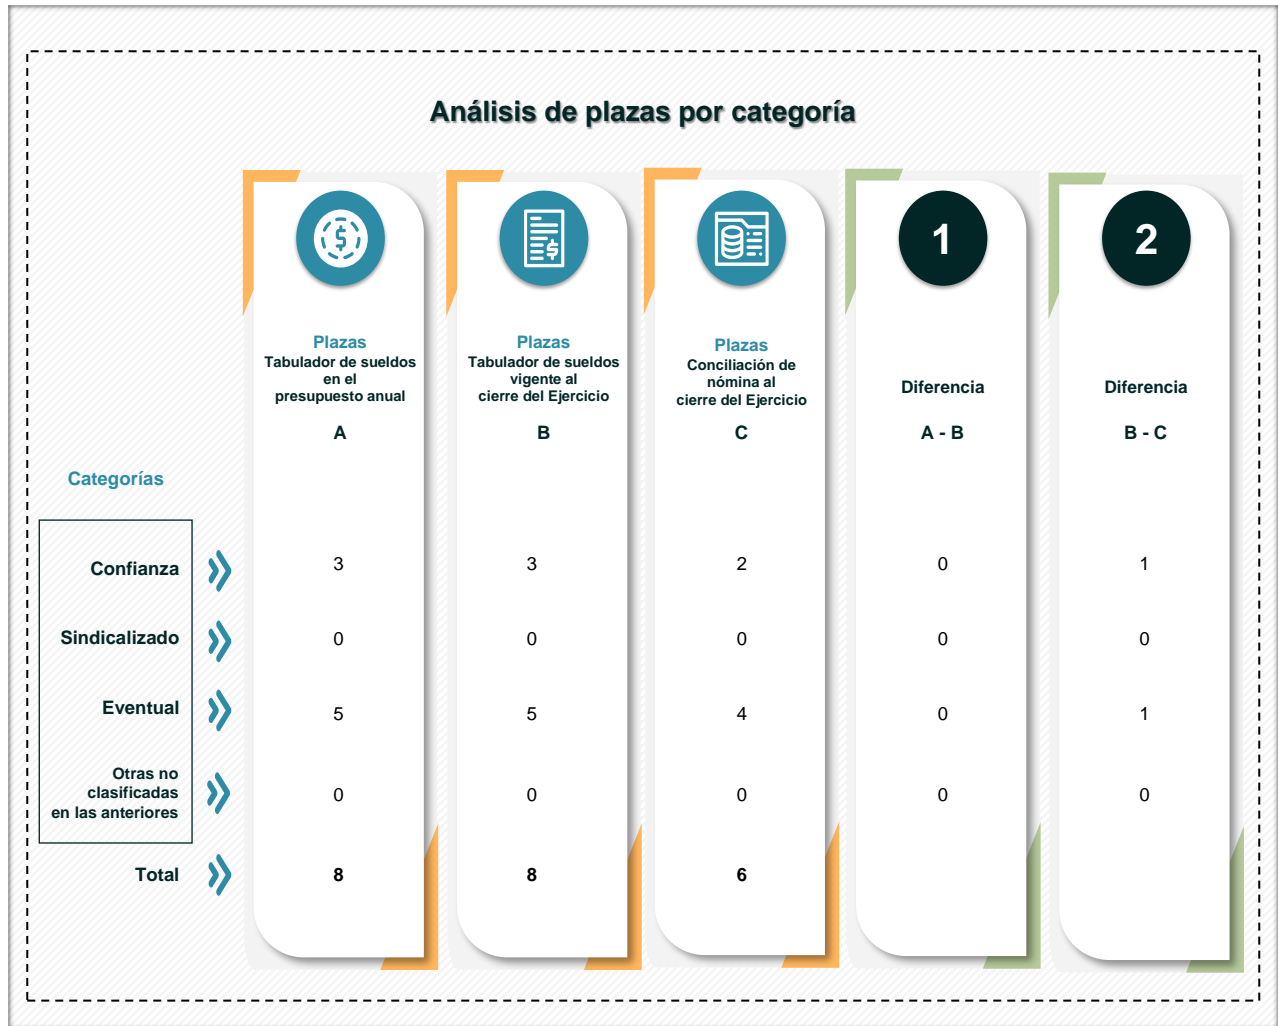 Análisis de plazas por categoría
1
2
Plazas
Tabulador de sueldos
en el
presupuesto anual
A
Plazas
Tabulador de sueldos
vigente al
cierre del Ejercicio
B
Plazas
Conciliación de
nómina al
cierre del Ejercicio
C
Diferencia
A - B
Diferencia
B - C
Categorías
Confianza 3 3 2 0 1
Sindicalizado 0 0 0 0 0
Eventual 5 5 4 0 1
Otras no
clasificadas
en las anteriores 0 0 0 0 0
Total 8 8 6